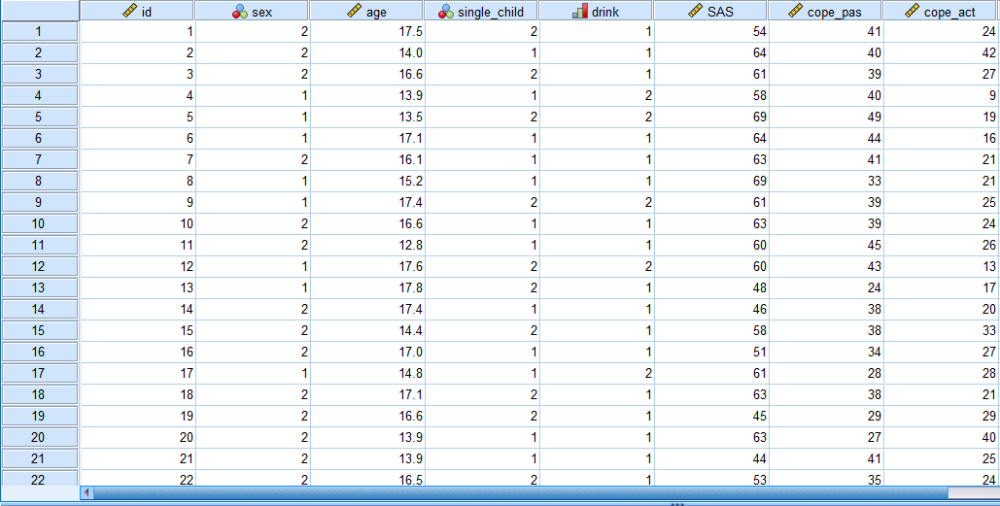 id sex age single_child drink SAS cope_pas cope_act
1 1 2 17.5 2 1 54 41 24
2 2 2 14.0 1 1 64 40 42
3 3 2 16.6 2 1 61 39 27
4 4 1 13.9 1 2 58 40 9
5 5 1 13.5 2 2 69 49 19
6 6 1 17.1 1 1 64 44 16
7 7 2 16.1 1 1 63 41 21
8 8 1 15.2 1 1 69 33 21
9 9 1 17.4 2 2 61 39 25
10 10 2 16.6 1 1 63 39 24
11 11 2 12.8 1 1 60 45 26
12 12 1 17.6 2 2 60 43 13
13 13 1 17.8 2 1 48 24 17
14 14 2 17.4 1 1 46 38 20
15 15 2 14.4 2 1 58 38 33
16 16 2 17.0 1 1 51 34 27
17 17 1 14.8 1 2 61 28 28
18 18 2 17.1 2 1 63 38 21
19 19 2 16.6 2 1 45 29 29
20 20 2 13.9 1 1 63 27 40
21 21 2 13.9 1 1 44 41 25
22 22 2 16.5 2 1 53 35 24